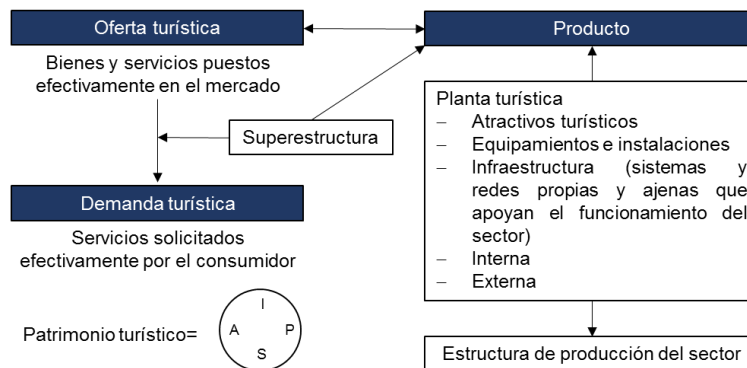 Oferta turística
Producto
Bienes y servicios puestos
efectivamente en el mercado
Superestructura
Planta turística
– Atractivos turísticos
– Equipamientos e instalaciones
– Infraestructura (sistemas y
redes propias y ajenas que
apoyan el funcionamiento del
sector)
– Interna
– Externa
Demanda turística
Servicios solicitados
efectivamente por el consumidor
Patrimonio turístico=
I
A P
S
Estructura de producción del sector